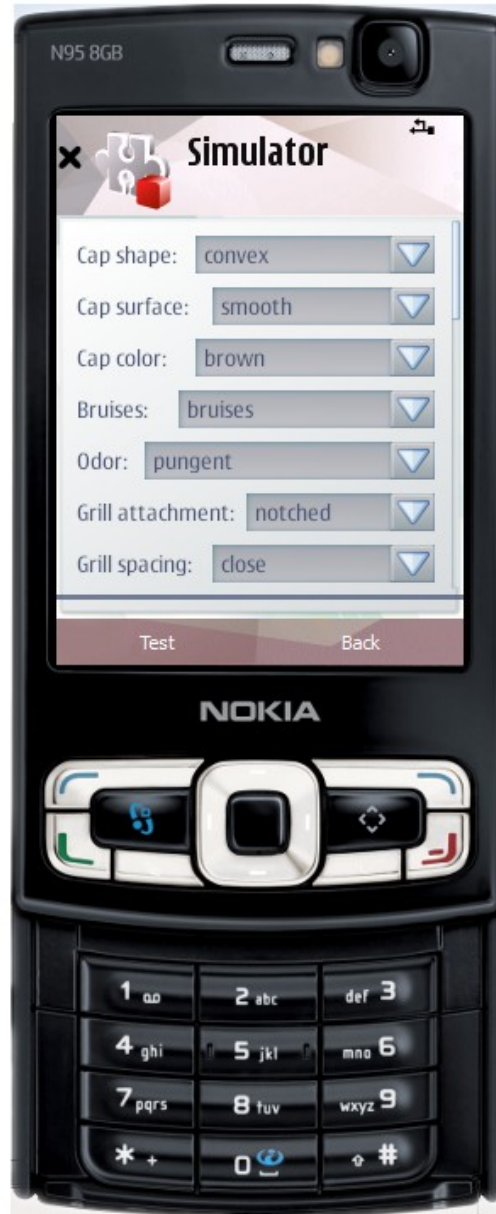 N95 8GB
Simulator
Cap shape: convex
Cap surface: smooth
Cap color: brown
Bruises: bruises
Odor: pungent
Grill attachment: notched
Grill spacing: close
Test Back
NOKIA
1 2 abc def 3
4 ghi 5 jkl mno 6
7 pqrs 8 tuv wxyz 9
* + 0 #